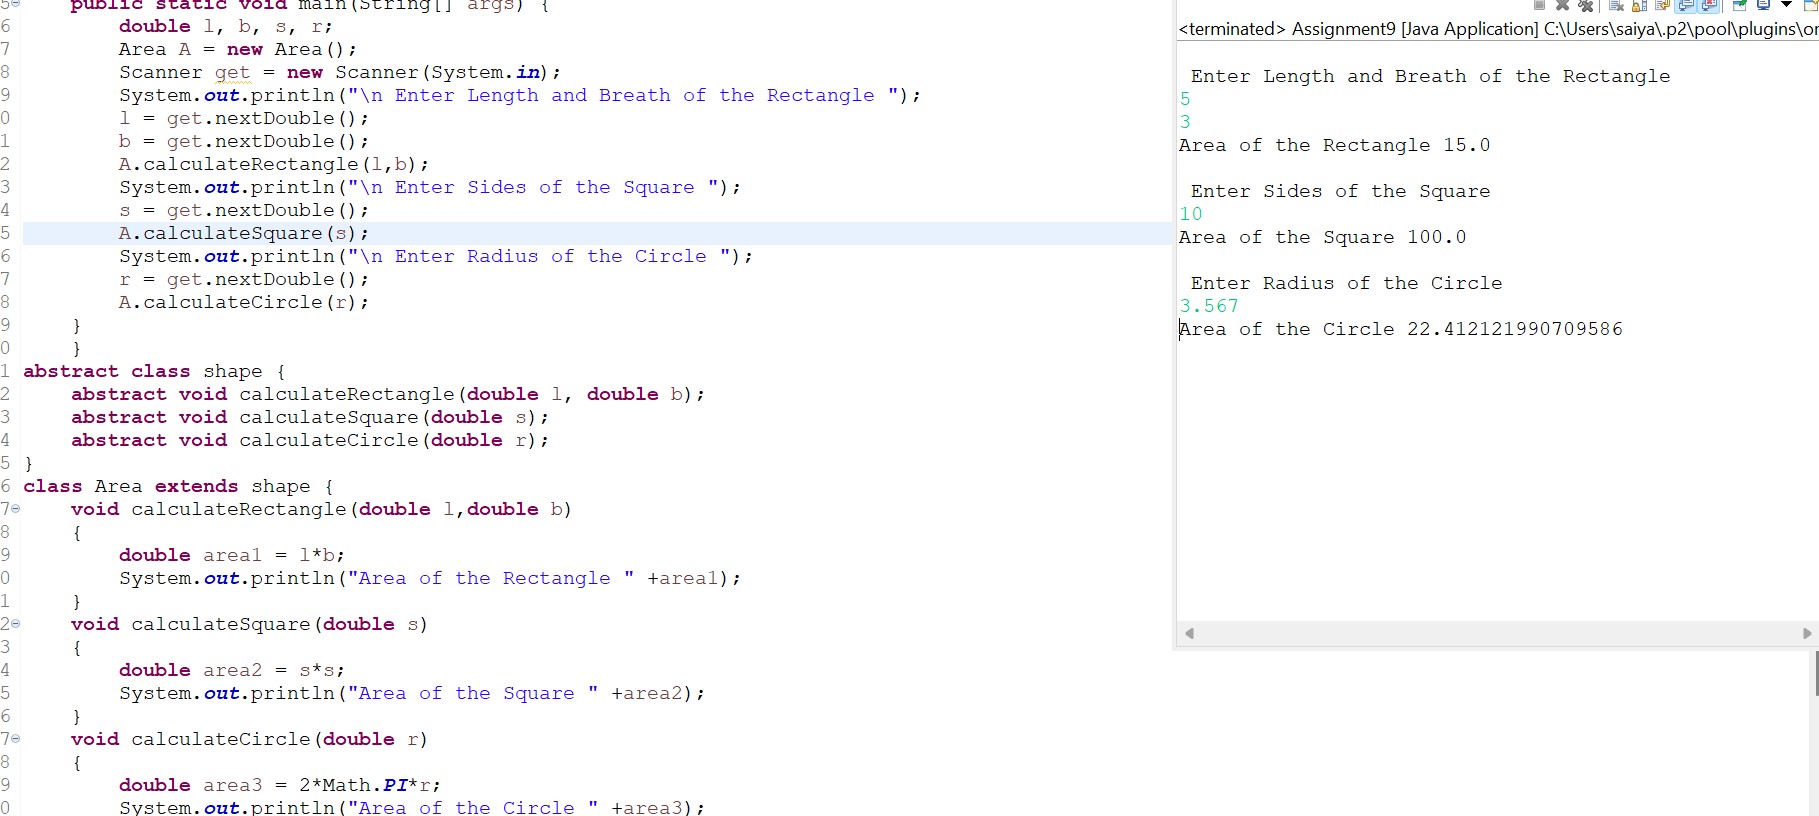 5 public static void main(String[] args) {
6 double l, b, s, r;
7 Area A = new Area();
8 Scanner get = new Scanner(System.in);
9 System.out.println("\n Enter Length and Breath of the Rectangle ");
0 l = get.nextDouble();
1 b = get.nextDouble();
2 A.calculateRectangle(l,b);
3 System.out.println("\n Enter Sides of the Square ");
4 s = get.nextDouble();
5 A.calculateSquare(s);
6 System.out.println("\n Enter Radius of the Circle ");
7 r = get.nextDouble();
8 A.calculateCircle(r);
9 }
0 }
1 abstract class shape {
2 abstract void calculateRectangle(double l, double b);
3 abstract void calculateSquare(double s);
4 abstract void calculateCircle(double r);
5 }
6 class Area extends shape {
7 void calculateRectangle(double l,double b)
8 {
9 double area1 = l*b;
0 System.out.println("Area of the Rectangle " +area1);
1 }
2 void calculateSquare(double s)
3 {
4 double area2 = s*s;
5 System.out.println("Area of the Square " +area2);
6 }
7 void calculateCircle(double r)
8 {
9 double area3 = 2*Math.PI*r;
0 System.out.println("Area of the Circle " +area3);
<terminated> Assignment9 [Java Application] C:\Users\saiya\.p2\pool\plugins\or
Enter Length and Breath of the Rectangle
5
3
Area of the Rectangle 15.0
Enter Sides of the Square
10
Area of the Square 100.0
Enter Radius of the Circle
3.567
Area of the Circle 22.412121990709586